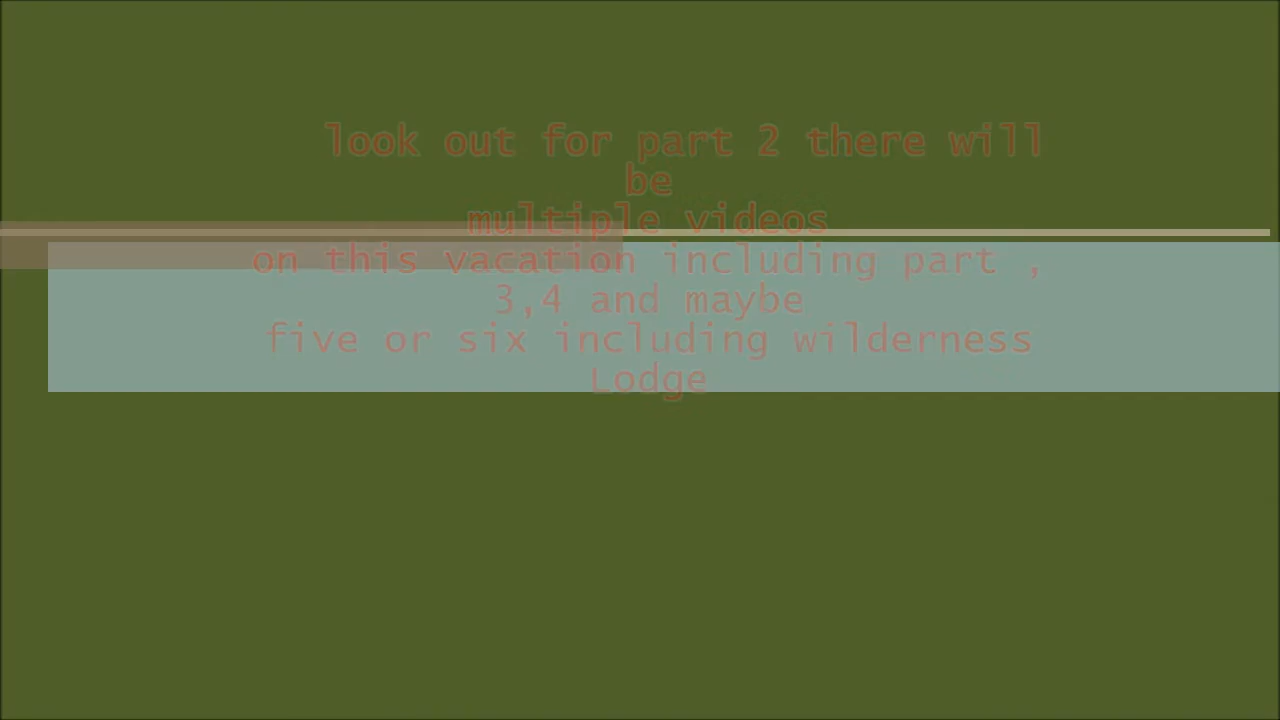 look out for part 2 there will
be
multiple videos
on this vacation including part ,
3,4 and maybe
five or six including wilderness
Lodge